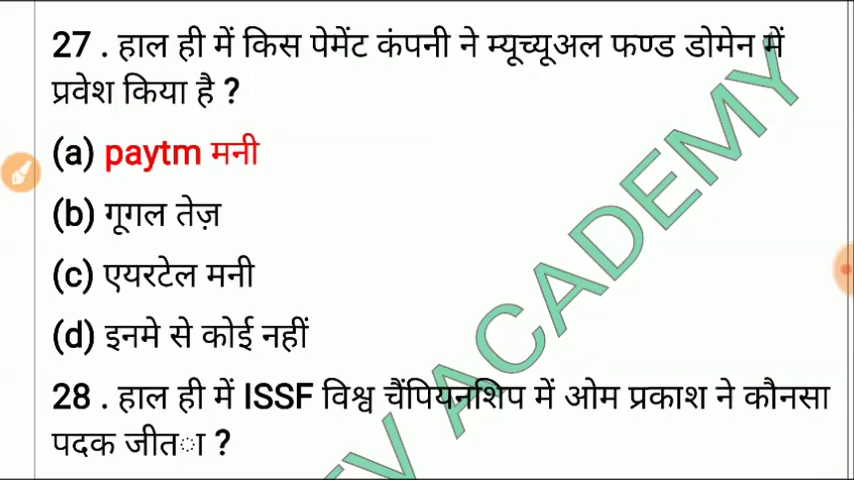 27 . हाल ही में किस पेमेंट कंपनी ने म्यूच्यूअल फण्ड डोमेन में
प्रवेश किया है ?
(a) paytm मनी
(b) गूगल तेज़
(c) एयरटेल मनी
(d) इनमे से कोई नहीं
28 . हाल ही में ISSF विश्व चैंपियनशिप में ओम प्रकाश ने कौनसा
पदक जीत◌ा ?
TY ACADEMY